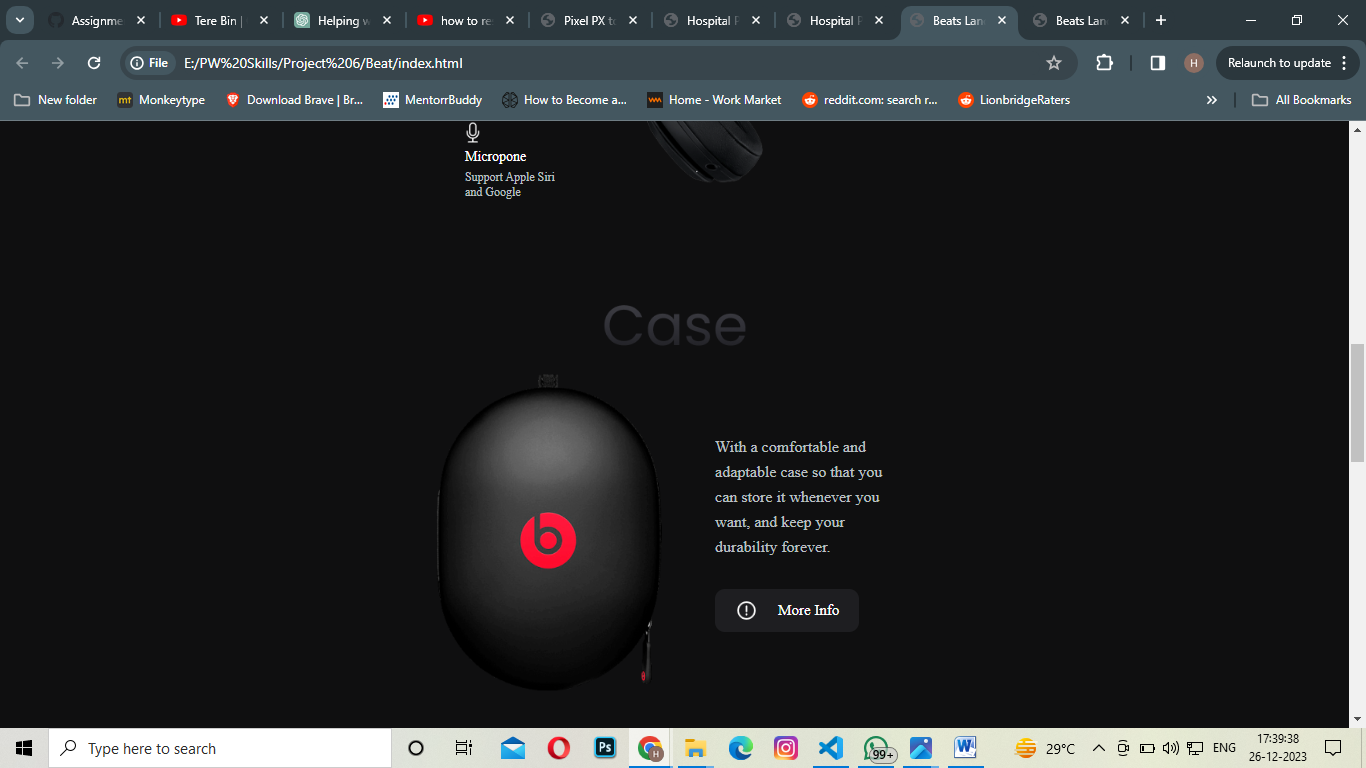 Assignme
Tere Bin |
Helping w
how to re
Pixel PX to
Hospital P
Hospital P
Beats Lan
Beats Lan
File
E:/PW%20Skills/Project%206/Beat/index.html
H
Relaunch to update
New folder
mt
Monkeytype
Download Brave | Br...
MentorrBuddy
How to Become a...
Home - Work Market
reddit.com: search r...
LionbridgeRaters
»
All Bookmarks
Micropone
Support Apple Siri
and Google
Case
b
With a comfortable and
adaptable case so that you
can store it whenever you
want, and keep your
durability forever.
More Info
Type here to search
Ps
H
99+
W
29°C
ENG
17:39:38
26-12-2023